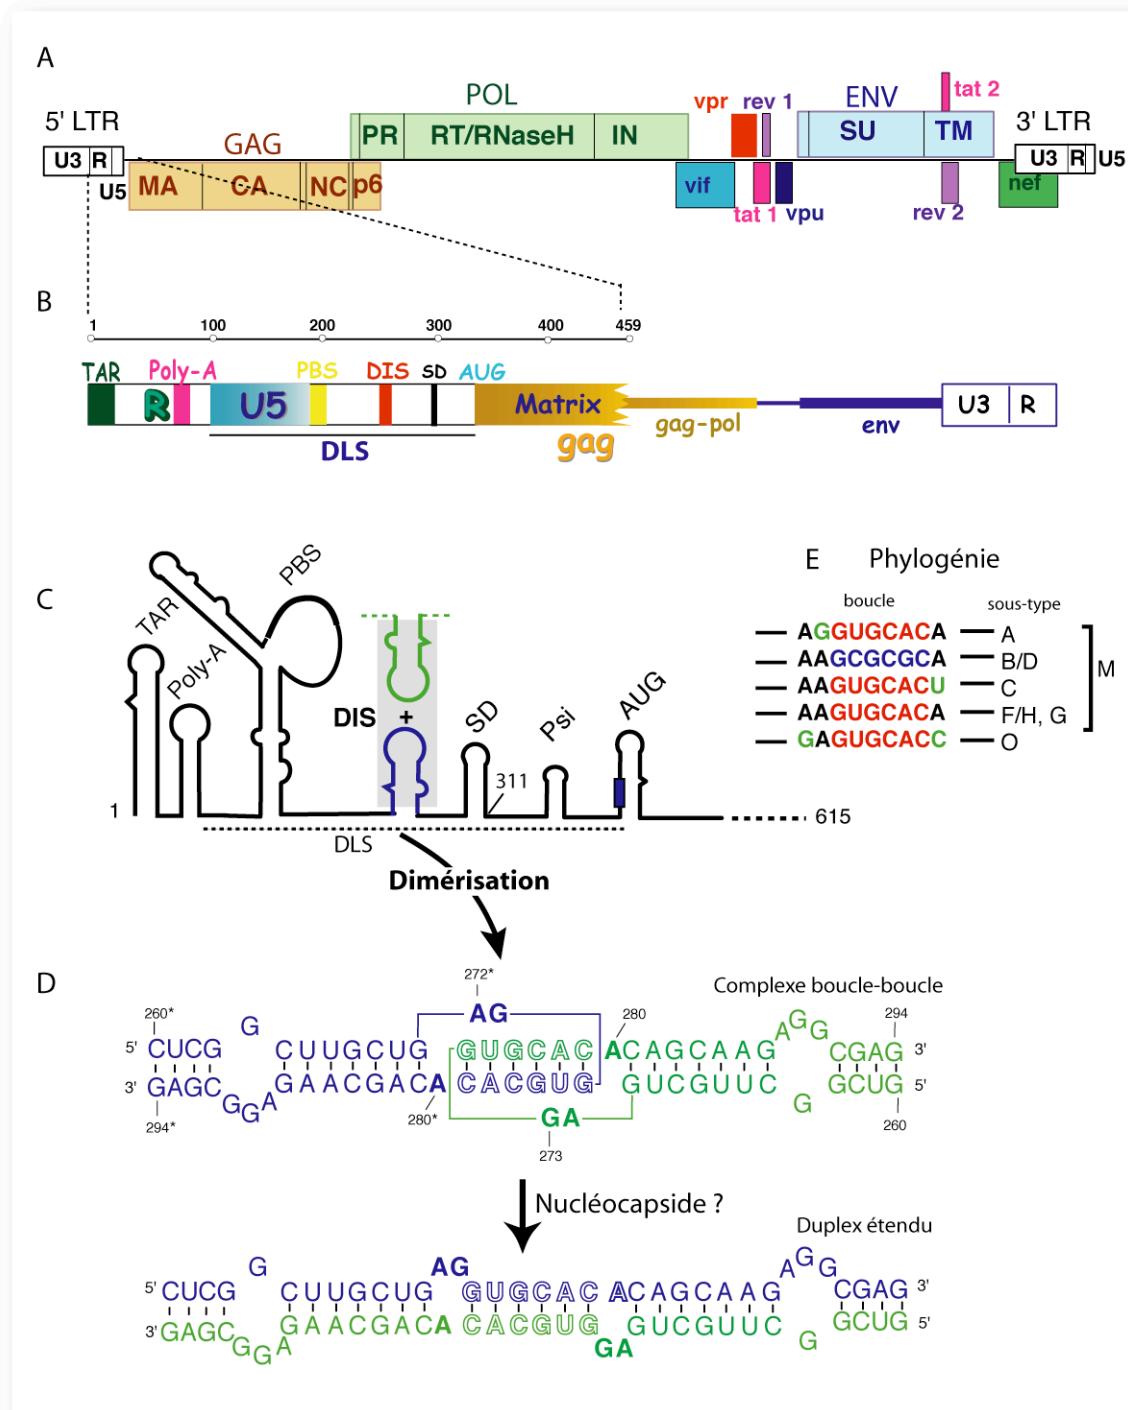 A
5' LTR
U3 R
U5
GAG
MA CA NC p6
POL
PR RT/RNaseH IN
vif
vpr
rev 1
tat 1
vpu
ENV
SU TM
tat 2
rev 2
3' LTR
U3 R U5
nef
B
1 100 200 300 400 459
TAR Poly-A PBS DIS SD AUG
R U5 Matrix gag gag-pol env U3 R
DLS
C
TAR
Poly-A
PBS
DIS
+
SD
Psi
AUG
311
1
615
DLS
Dimérisation
E Phylogénie
boucle sous-type
AGGUGCACA A
AAGCGCGCA B/D
AAGUGCACU C
AAGUGCACA F/H, G
GAGUGCACC O
M
D
Complexe boucle-boucle
260* 272* 280 294
5' CUCG G CUUGCUG AG GUGCAC ACAGCAAG AGG CGAG 3'
3' GAGC GGA GAACGACA CACGUG GA GUCGUUC G GCUG 5'
294* 280* 273 260
Nucléocapside ?
Duplex étendu
5' CUCG G CUUGCUG AG GUGCAC ACAGCAAG AGG CGAG 3'
3' GAGC GGA GAACGACA CACGUG GA GUCGUUC G GCUG 5'